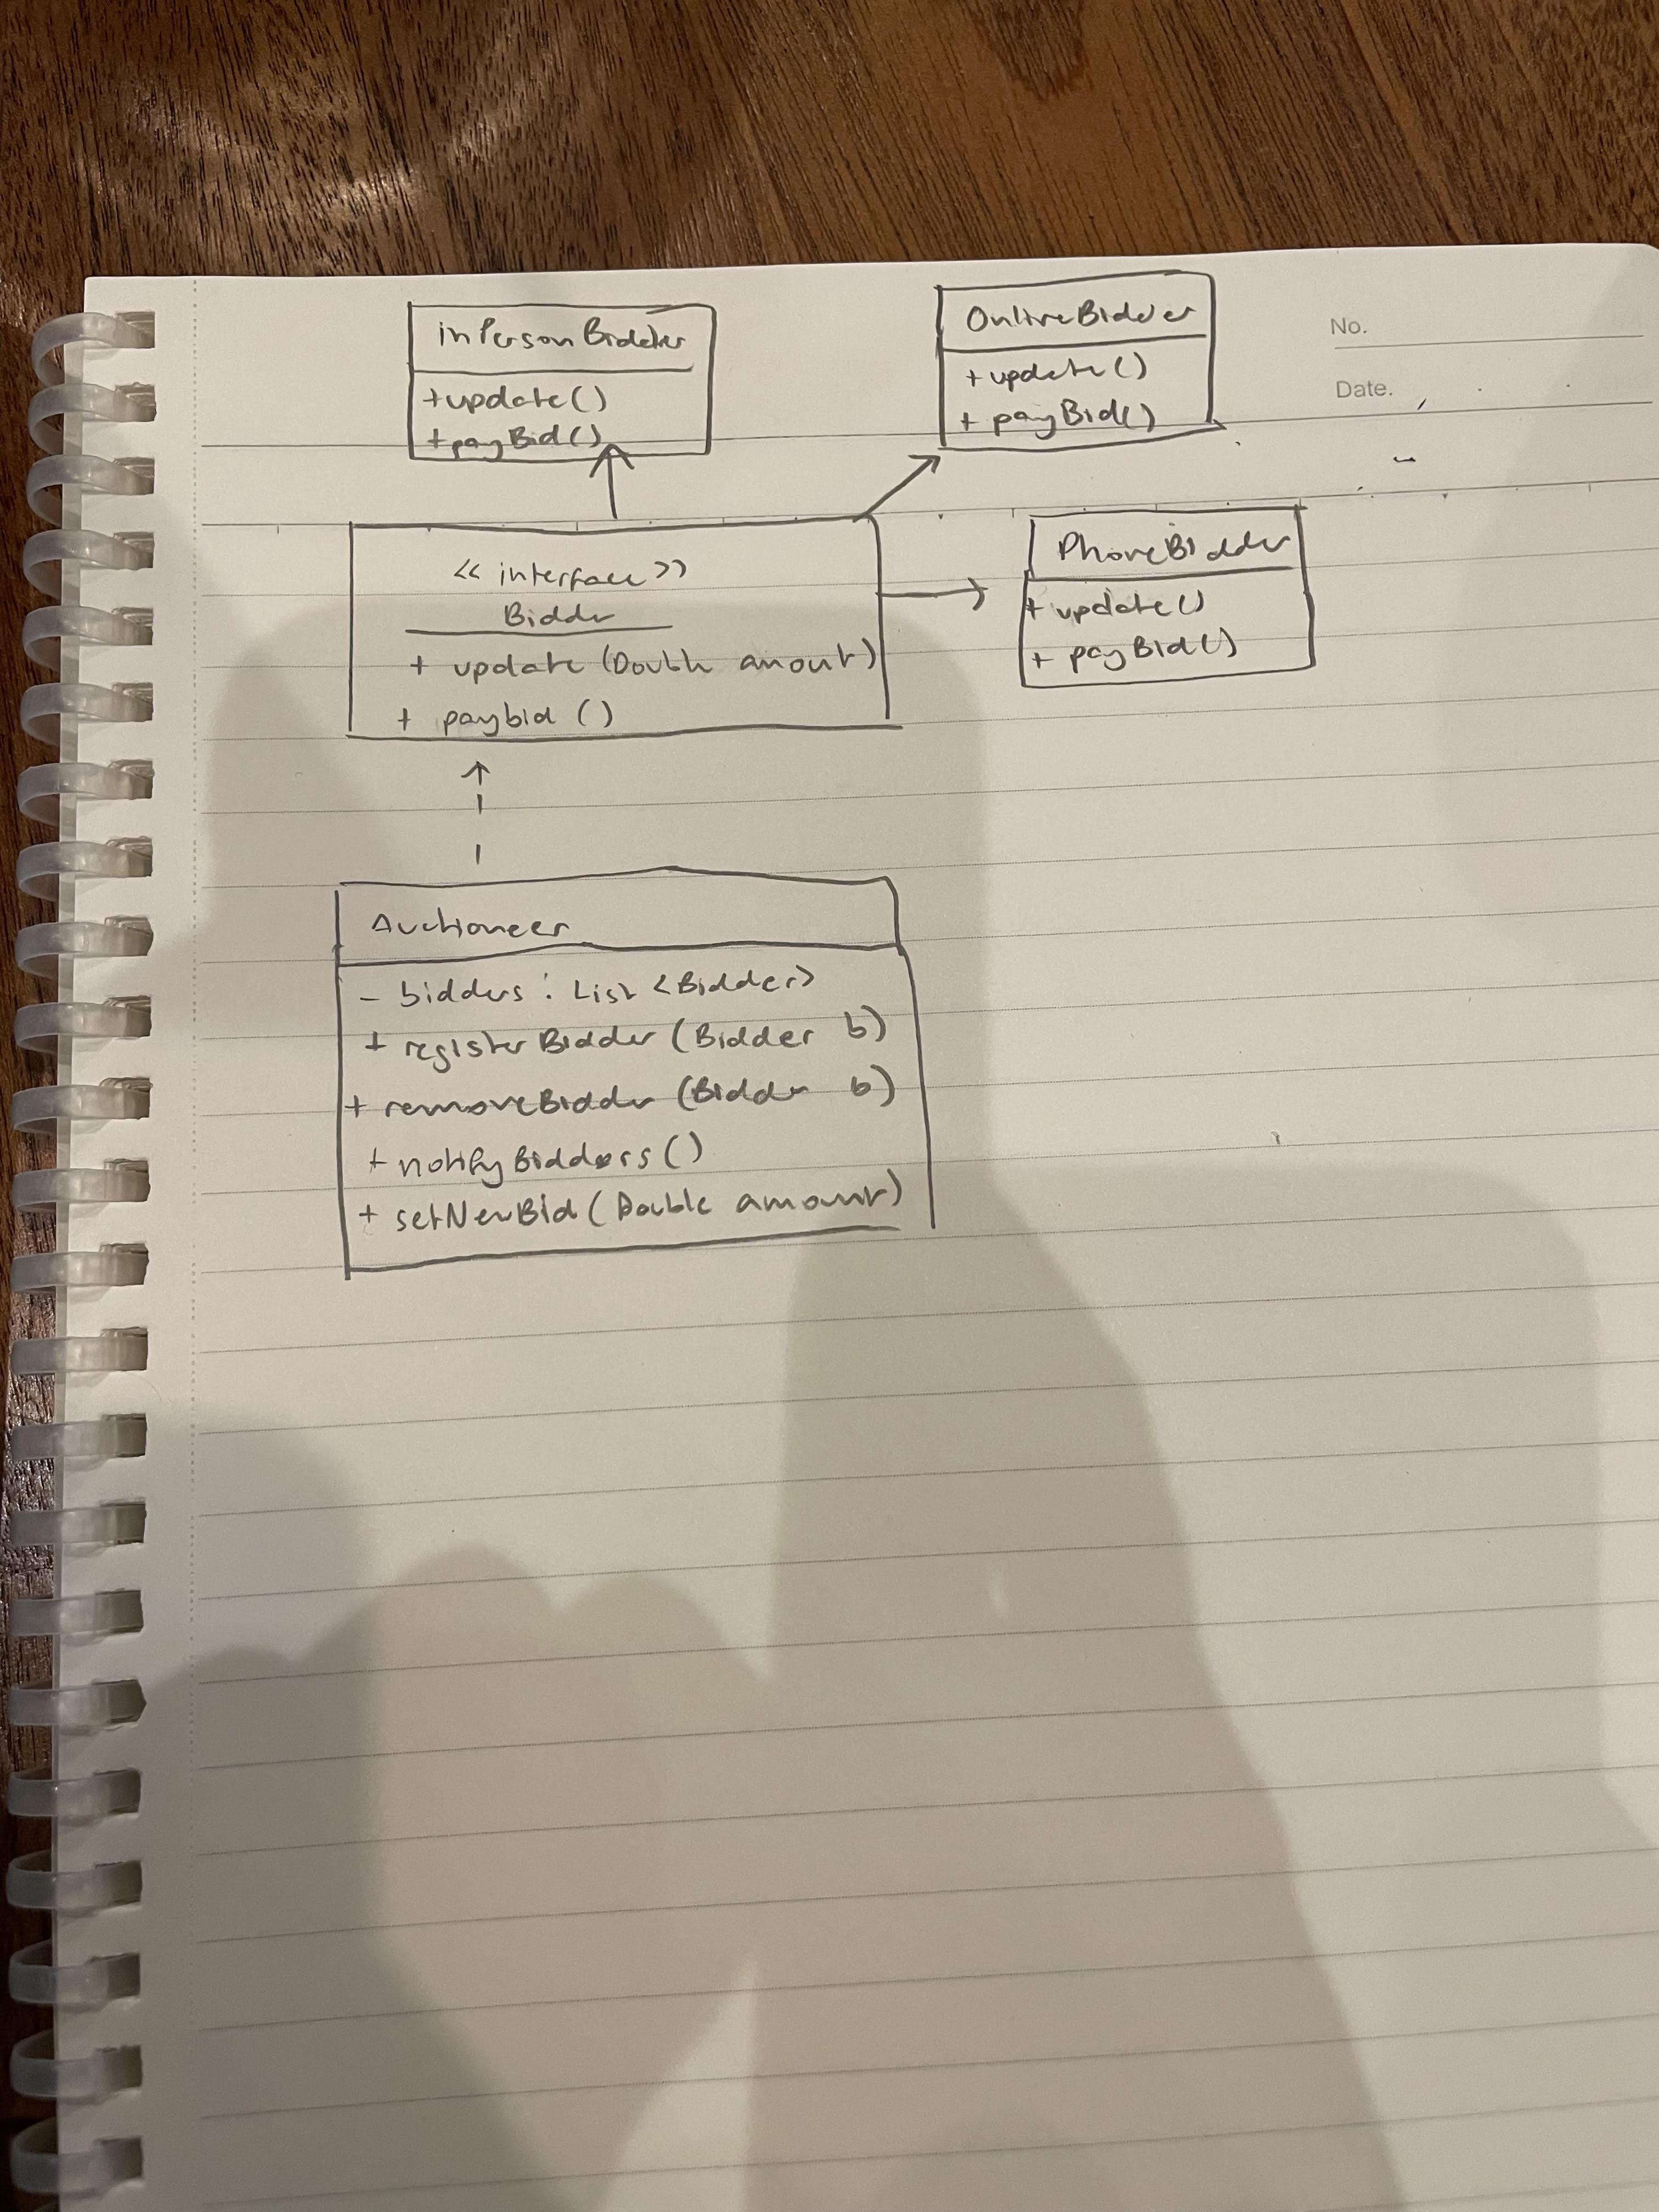 inPersonBidder
+update()
+payBid()
OnlineBidder
+update()
+ payBid()
No.
Date.
<< interface >>
Bidder
+ update (Double amount)
+ paybid ()
PhoneBidder
+ update()
+ payBid()
Auctioneer
- bidders : List <Bidder>
+ registerBidder (Bidder b)
+ removeBidder (Bidder b)
+ notifyBidders ()
+ setNewBid (Double amount)